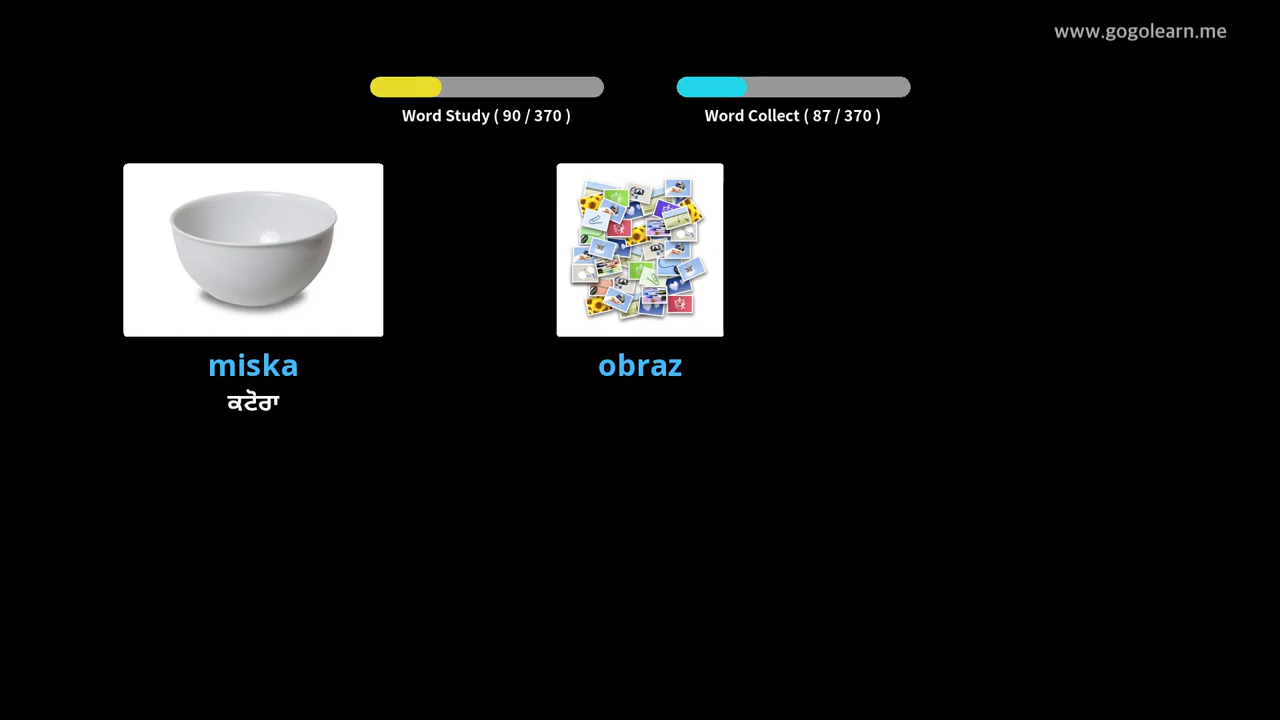 www.gogolearn.me
Word Study ( 90 / 370 )
Word Collect ( 87 / 370 )
miska
obraz
ਕਟੋਰਾ